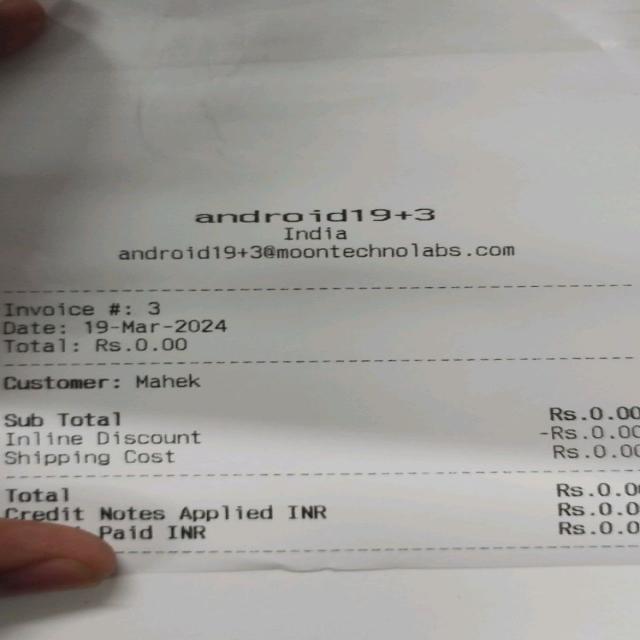 android19+3
India
android19+3@moontechnolabs.com
Invoice #: 3
Date: 19-Mar-2024
Total: Rs.0.00
Customer: Mahek
Sub Total Rs.0.00
Inline Discount -Rs.0.00
Shipping Cost Rs.0.00
Total Rs.0.0
Credit Notes Applied INR Rs.0.0
Paid INR Rs.0.0